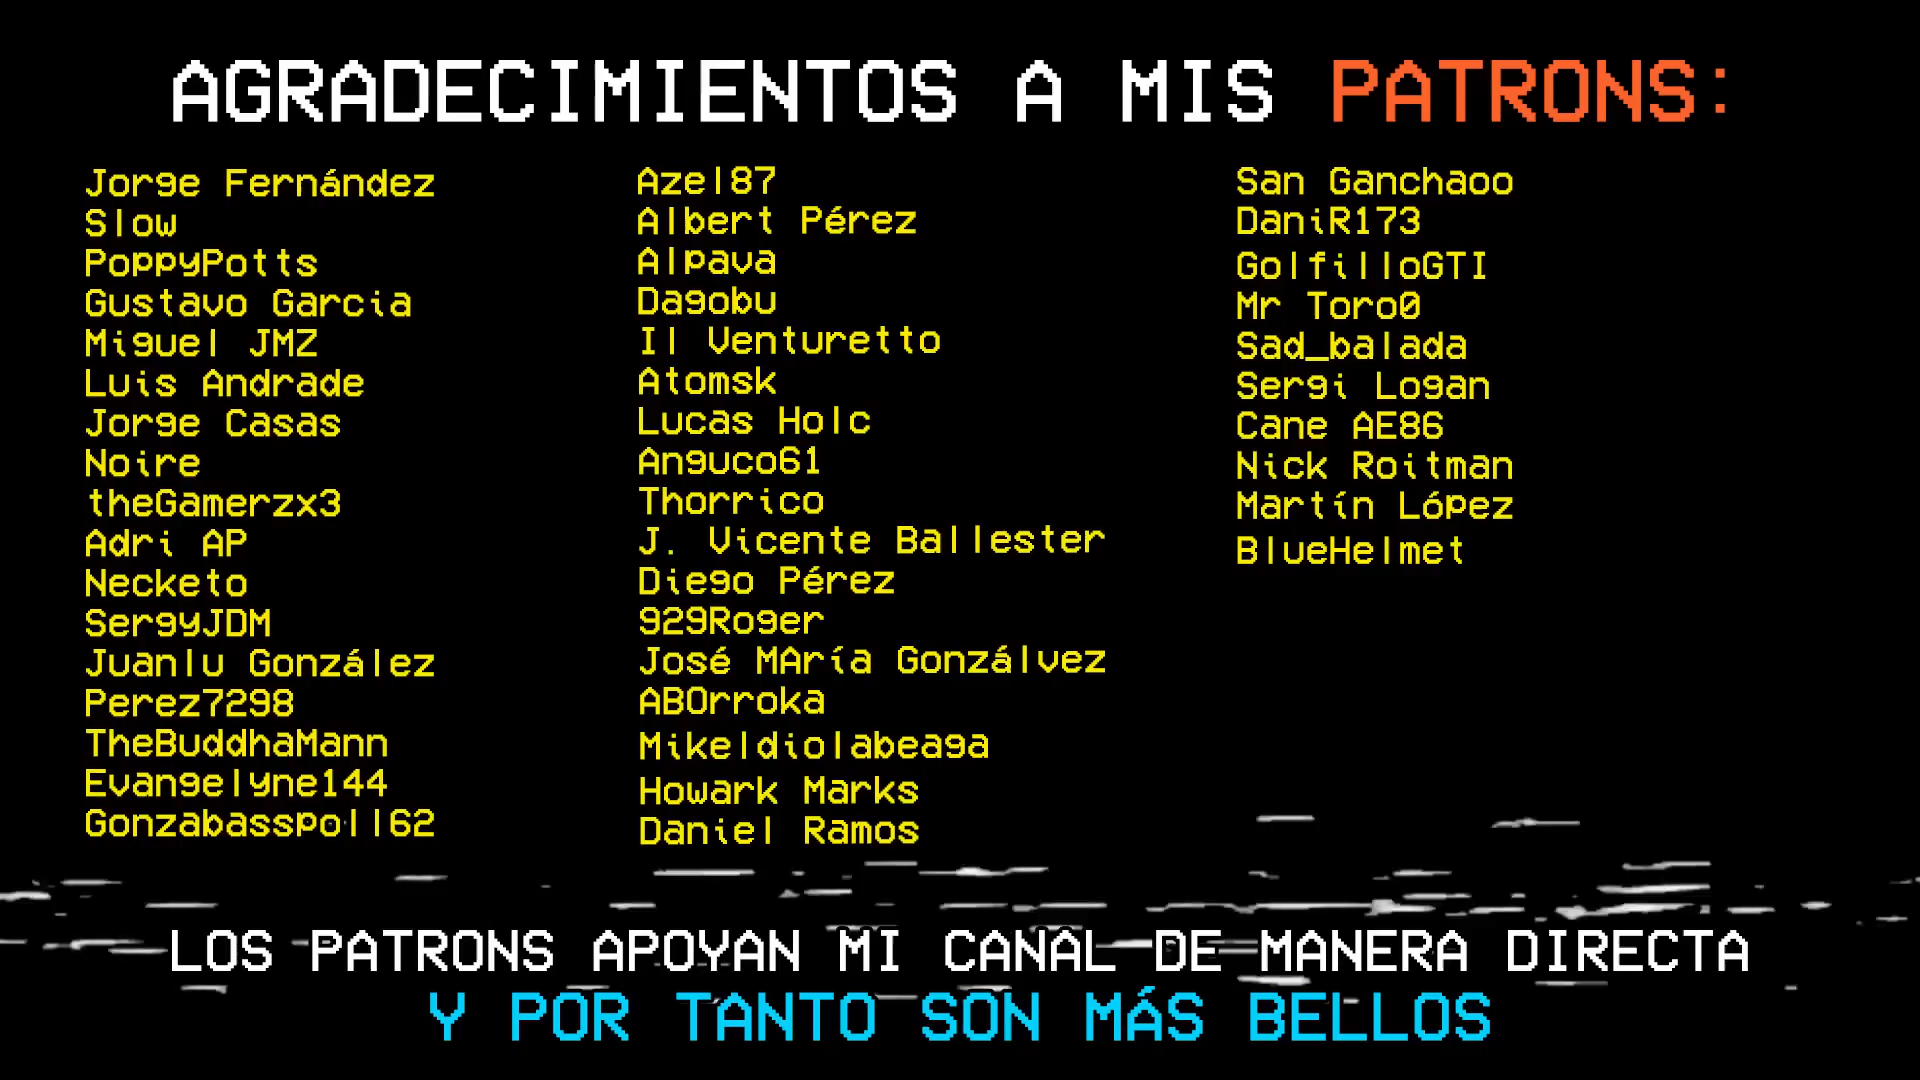 AGRADECIMIENTOS A MIS PATRONS:
Jorge Fernández
Slow
PoppyPotts
Gustavo Garcia
Miguel JMZ
Luis Andrade
Jorge Casas
Noire
theGamerzx3
Adri AP
Necketo
SergyJDM
Juanlu González
Perez7298
TheBuddhaMann
Evangelyne144
Gonzabasspoll62
Azel87
Albert Pérez
Alpava
Dagobu
Il Venturetto
Atomsk
Lucas Holc
Anguco61
Thorrico
J. Vicente Ballester
Diego Pérez
929Roger
José MAría Gonzálvez
ABOrroka
Mikeldiolabeaga
Howark Marks
Daniel Ramos
San Ganchaoo
DaniR173
GolfilloGTI
Mr Toro0
Sad_balada
Sergi Logan
Cane AE86
Nick Roitman
Martín López
BlueHelmet
LOS PATRONS APOYAN MI CANAL DE MANERA DIRECTA
Y POR TANTO SON MÁS BELLOS